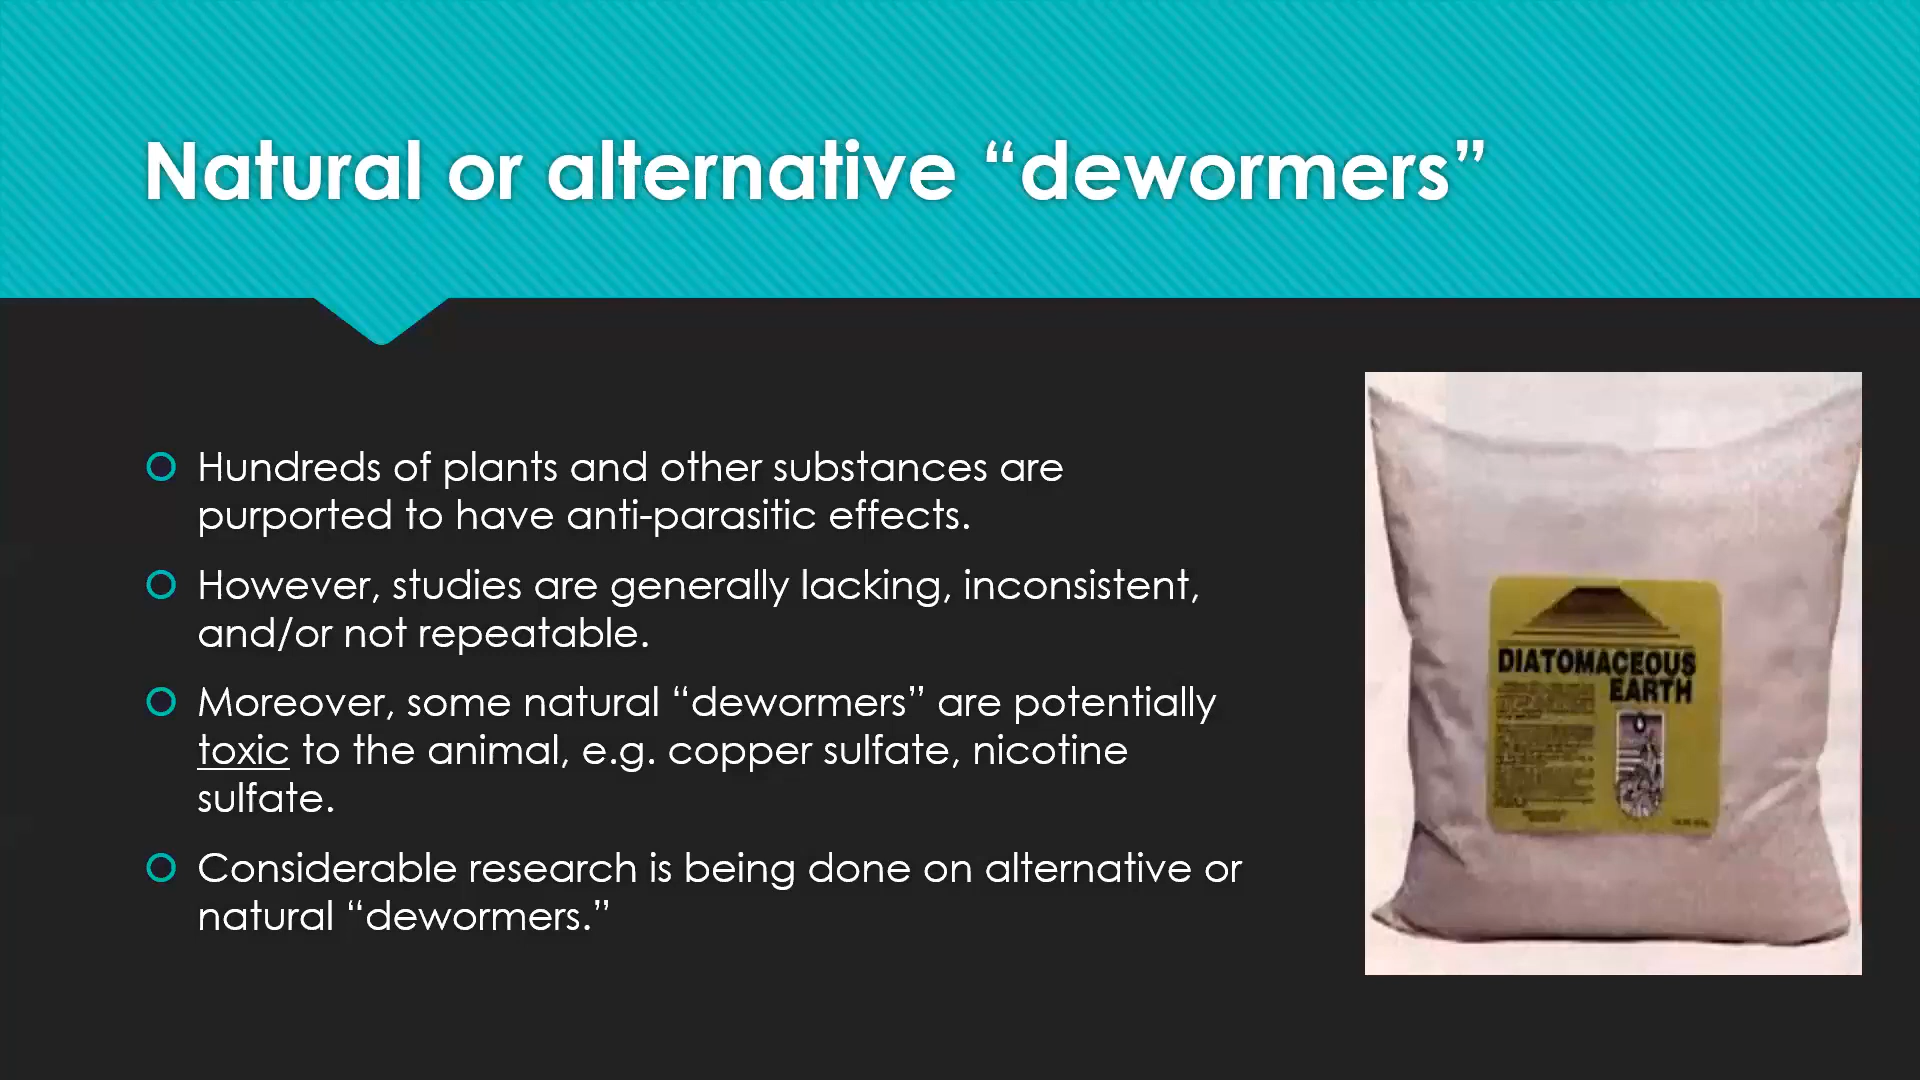 Natural or alternative “dewormers”
Hundreds of plants and other substances are
purported to have anti-parasitic effects.
However, studies are generally lacking, inconsistent,
and/or not repeatable.
Moreover, some natural “dewormers” are potentially
toxic to the animal, e.g. copper sulfate, nicotine
sulfate.
Considerable research is being done on alternative or
natural “dewormers.”
DIATOMACEOUS
EARTH